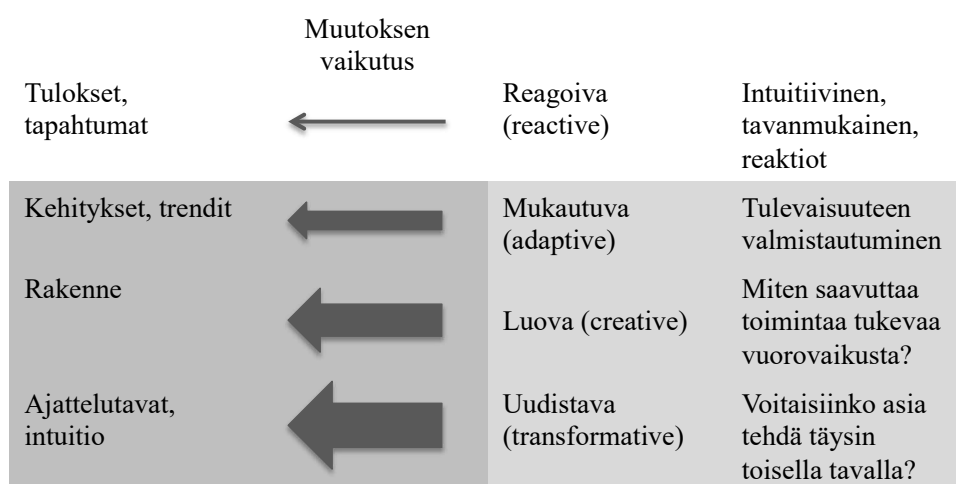 Muutoksen
vaikutus
Tulokset,
tapahtumat
Reagoiva
(reactive)
Intuitiivinen,
tavanmukainen,
reaktiot
Kehitykset, trendit
Mukautuva
(adaptive)
Tulevaisuuteen
valmistautuminen
Rakenne
Luova (creative)
Miten saavuttaa
toimintaa tukevaa
vuorovaikusta?
Ajattelutavat,
intuitio
Uudistava
(transformative)
Voitaisiinko asia
tehdä täysin
toisella tavalla?